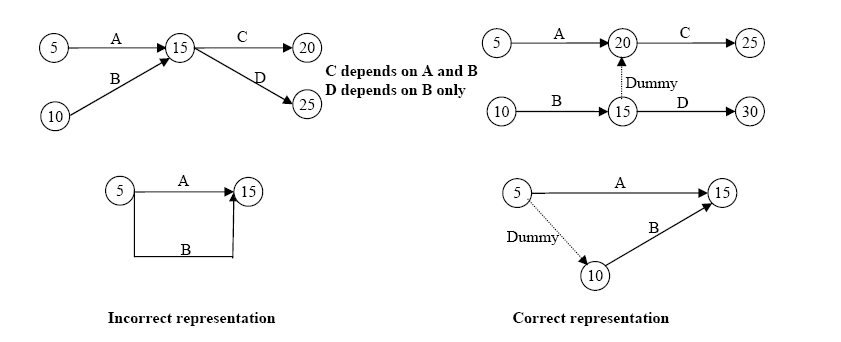 A
C
5
15
20
B
D
10
25
C depends on A and B
D depends on B only
A
C
5
20
25
Dummy
B
D
10
15
30
A
5
15
B
A
5
15
Dummy
B
10
Incorrect representation
Correct representation